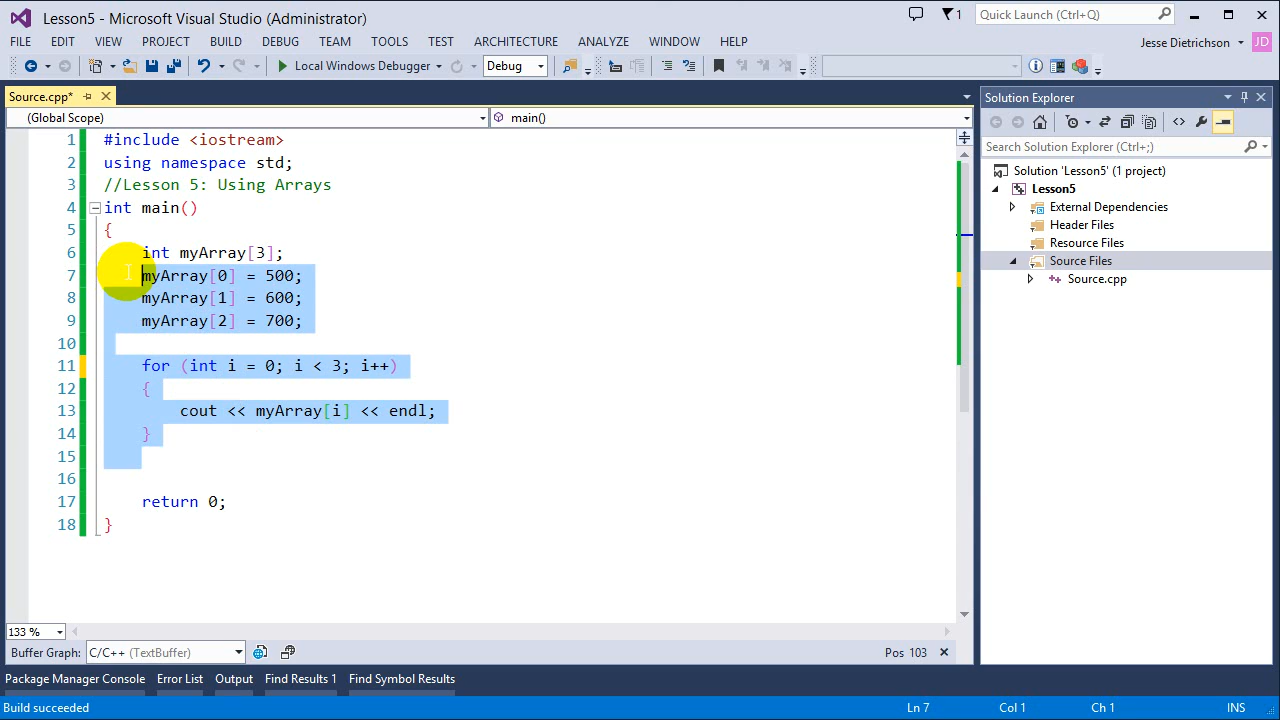 Lesson5 - Microsoft Visual Studio (Administrator)
1
Quick Launch (Ctrl+Q)
FILE EDIT VIEW PROJECT BUILD DEBUG TEAM TOOLS TEST ARCHITECTURE ANALYZE WINDOW HELP
Jesse Dietrichson JD
Local Windows Debugger Debug
Source.cpp*
(Global Scope) main()
1 #include <iostream>
2 using namespace std;
3 //Lesson 5: Using Arrays
4 int main()
5 {
6 int myArray[3];
7 myArray[0] = 500;
8 myArray[1] = 600;
9 myArray[2] = 700;
10
11 for (int i = 0; i < 3; i++)
12 {
13 cout << myArray[i] << endl;
14 }
15
16
17 return 0;
18 }
133 %
Buffer Graph: C/C++ (TextBuffer) Pos 103
Solution Explorer
Search Solution Explorer (Ctrl+;)
Solution 'Lesson5' (1 project)
Lesson5
External Dependencies
Header Files
Resource Files
Source Files
Source.cpp
Package Manager Console Error List Output Find Results 1 Find Symbol Results
Build succeeded Ln 7 Col 1 Ch 1 INS